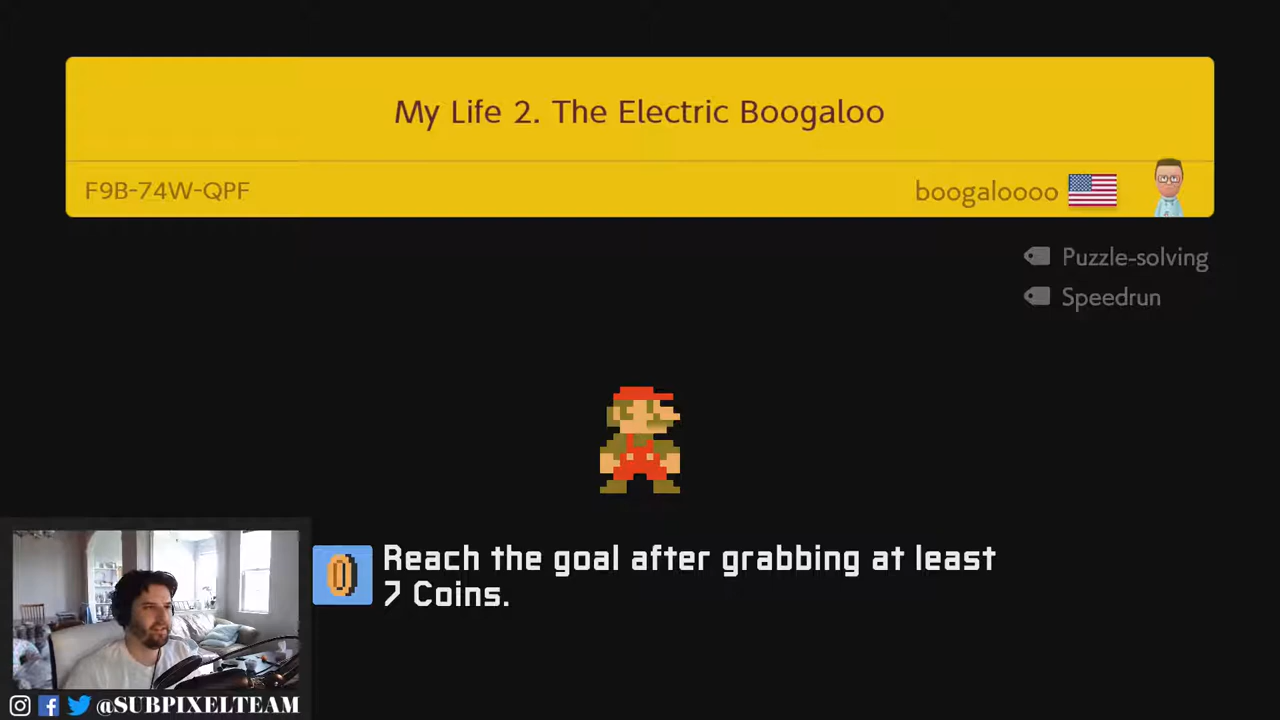 My Life 2. The Electric Boogaloo
F9B-74W-QPF
boogaloooo
Puzzle-solving
Speedrun
Reach the goal after grabbing at least
7 Coins.
@SUBPIXELTEAM